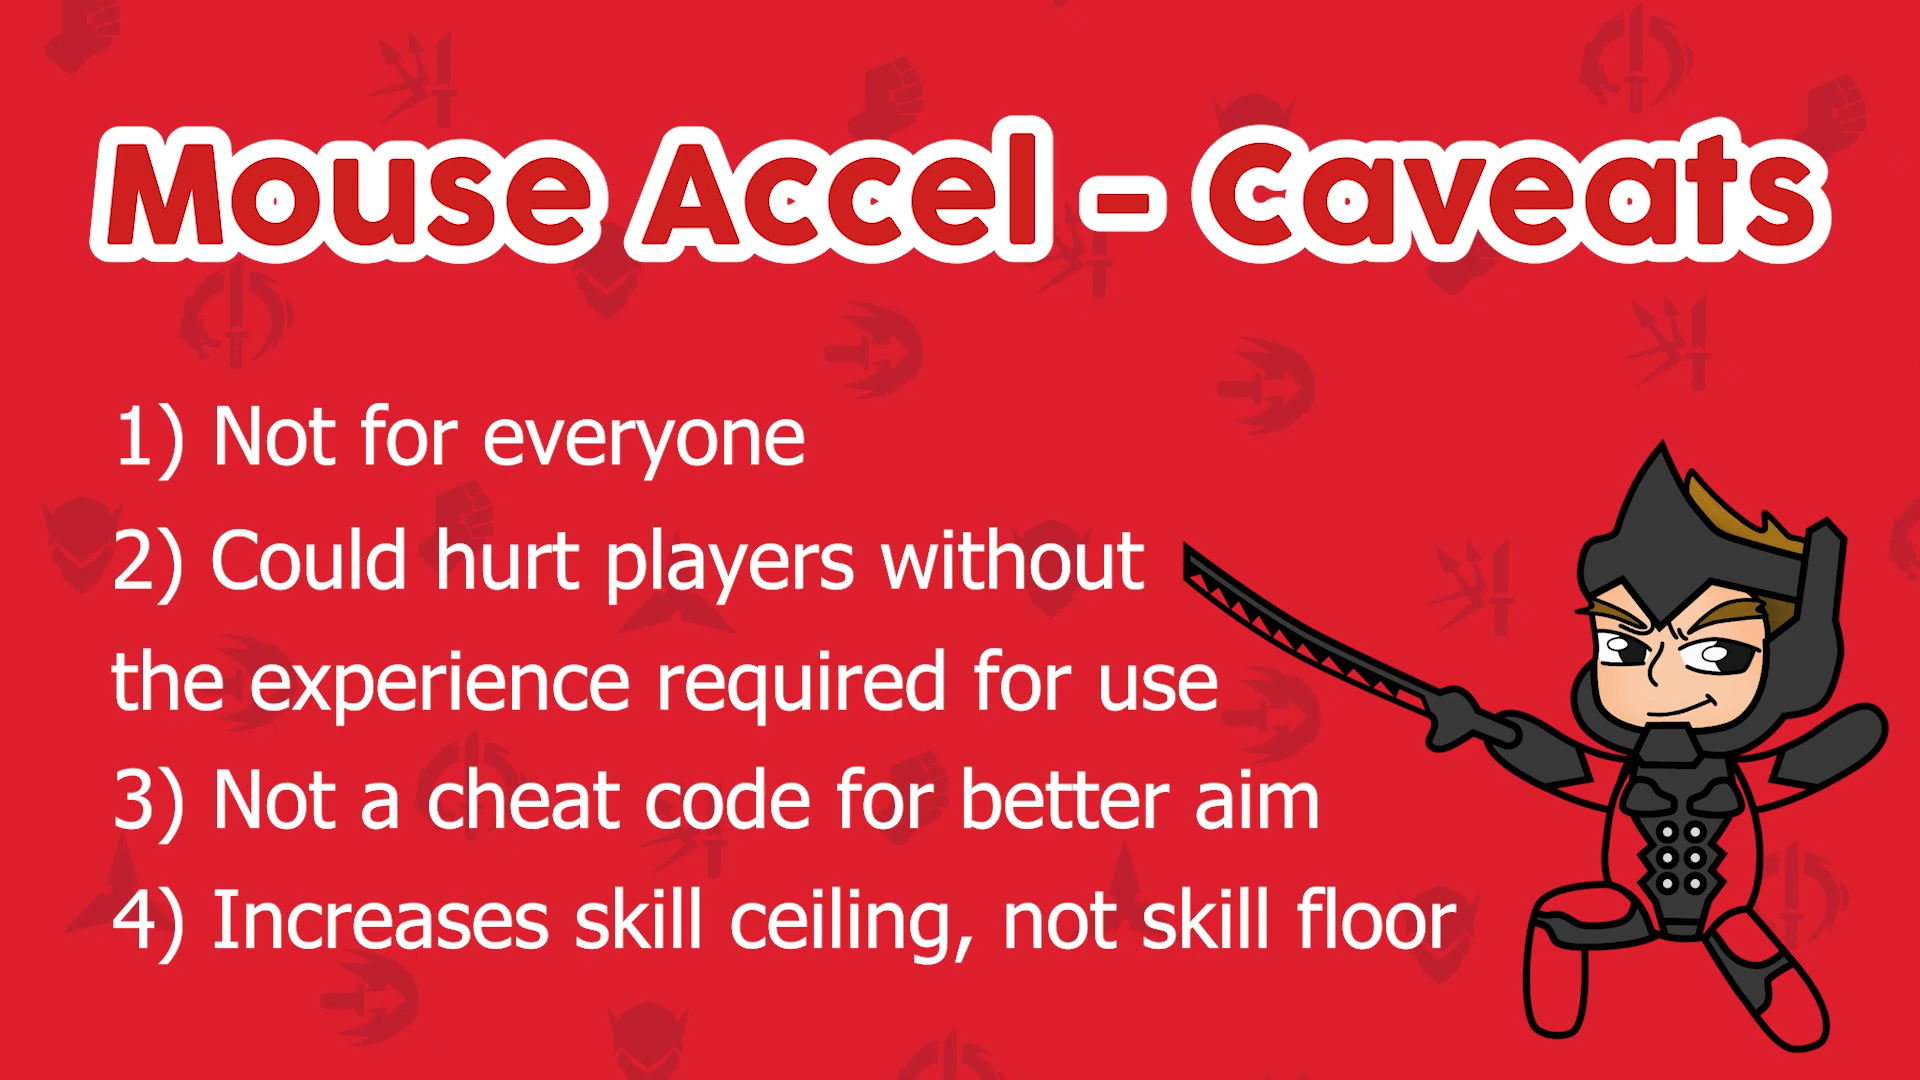 Mouse Accel - Caveats
1) Not for everyone
2) Could hurt players without
the experience required for use
3) Not a cheat code for better aim
4) Increases skill ceiling, not skill floor